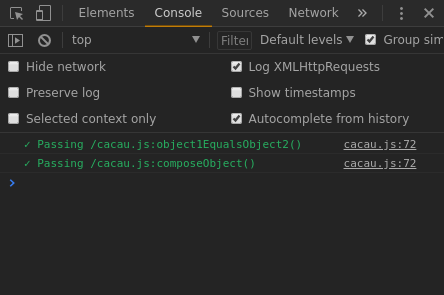 Elements Console Sources Network » ×
top Filter Default levels Group sim
Hide network Log XMLHttpRequests
Preserve log Show timestamps
Selected context only Autocomplete from history
✓ Passing /cacau.js:object1EqualsObject2() cacau.js:72
✓ Passing /cacau.js:composeObject() cacau.js:72
›